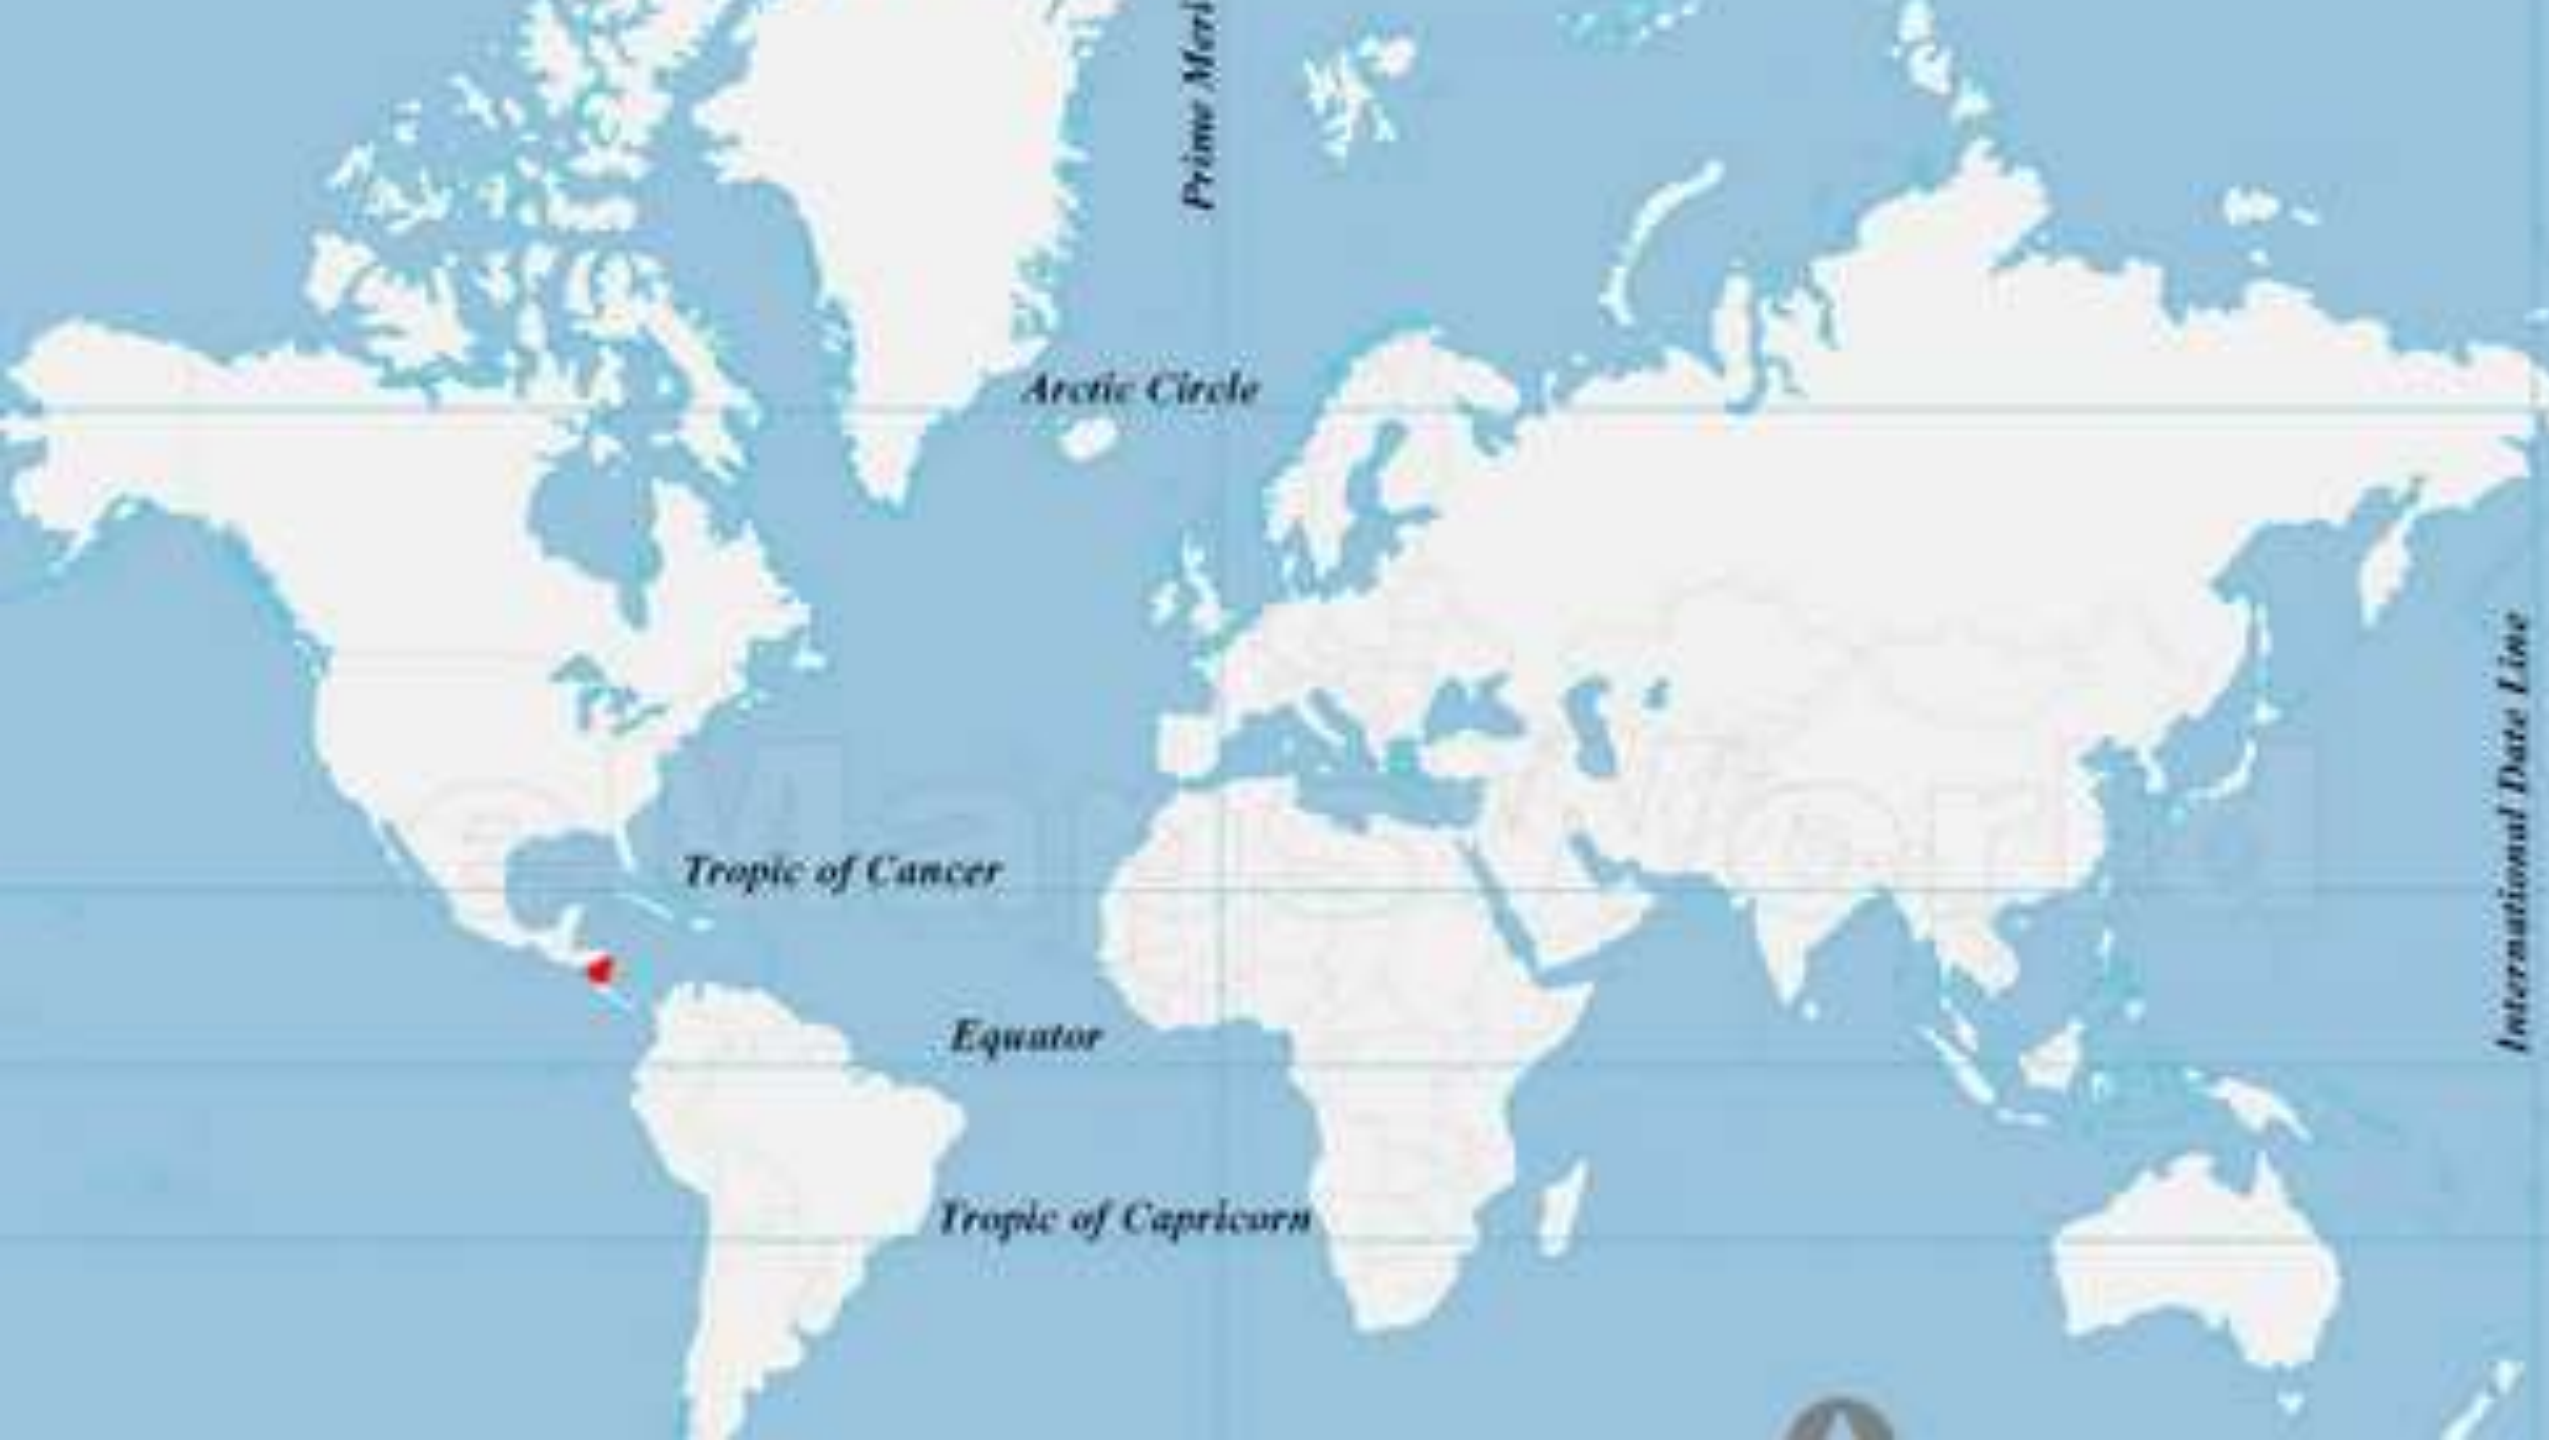 Prime Meri
Arctic Circle
International Date Line
Tropic of Cancer
Equator
Tropic of Capricorn